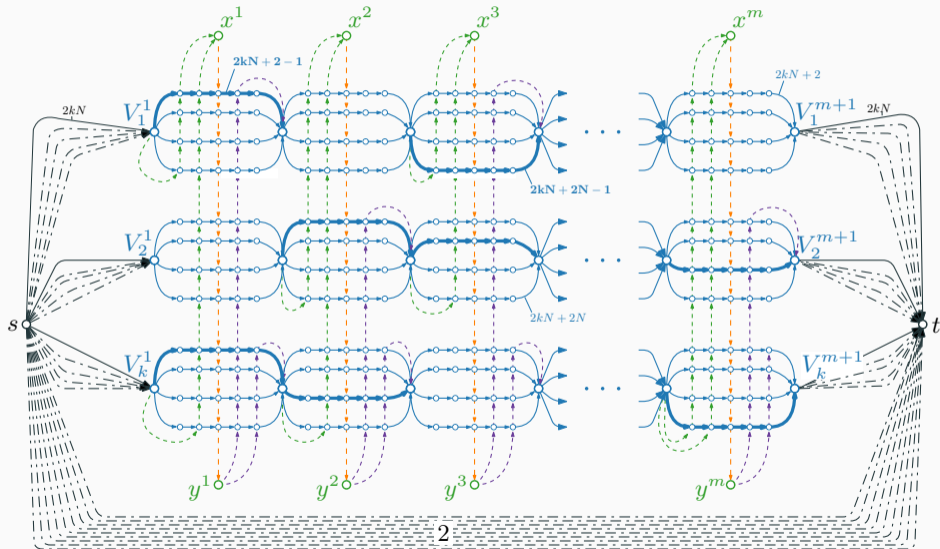 x^1 x^2 x^3 x^m
2kN + 2 − 1
2kN + 2
2kN V_1^1 V_1^{m+1} 2kN
· · ·
2kN + 2N − 1
V_2^1 · · · V_2^{m+1}
2kN + 2N
s t
V_k^1 · · · V_k^{m+1}
y^1 y^2 y^3 y^m
2